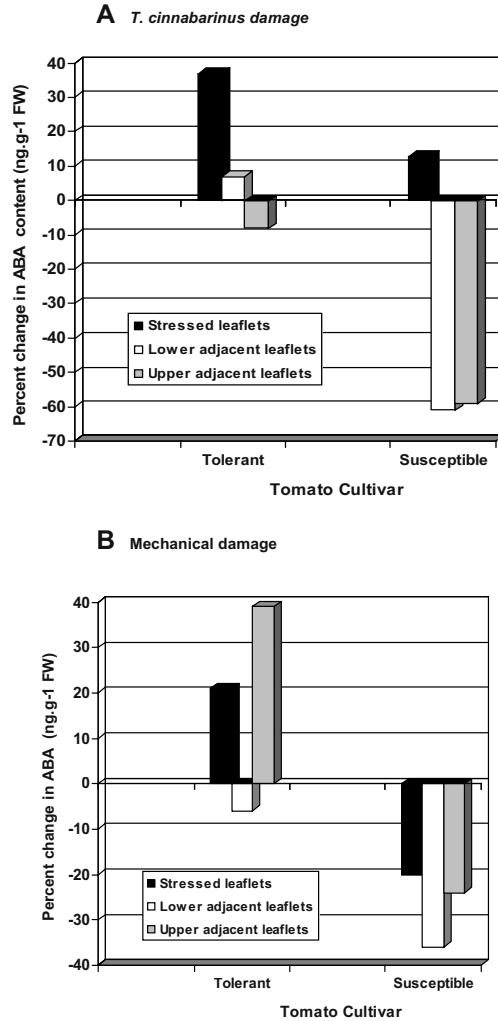 A T. cinnabarinus damage
Percent change in ABA content (ng.g-1 FW)
40
30
20
10
0
-10
-20
-30
-40
-50
-60
-70
Stressed leaflets
Lower adjacent leaflets
Upper adjacent leaflets
Tolerant Susceptible
Tomato Cultivar
B Mechanical damage
Percent change in ABA (ng.g-1 FW)
40
30
20
10
0
-10
-20
-30
-40
Stressed leaflets
Lower adjacent leaflets
Upper adjacent leaflets
Tolerant Susceptible
Tomato Cultivar